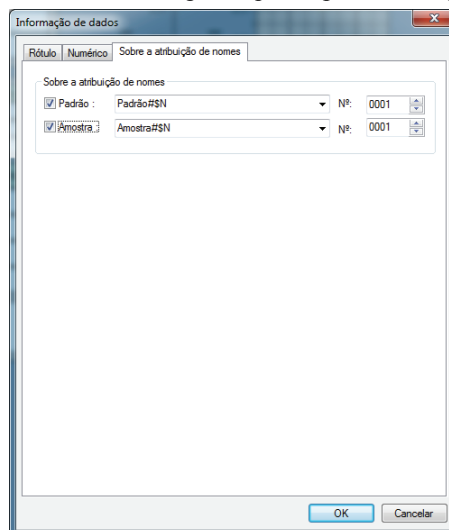 Informação de dados
Rótulo Numérico Sobre a atribuição de nomes
Sobre a atribuição de nomes
Padrão : Padrão#$N Nº: 0001
Amostra : Amostra#$N Nº: 0001
OK Cancelar